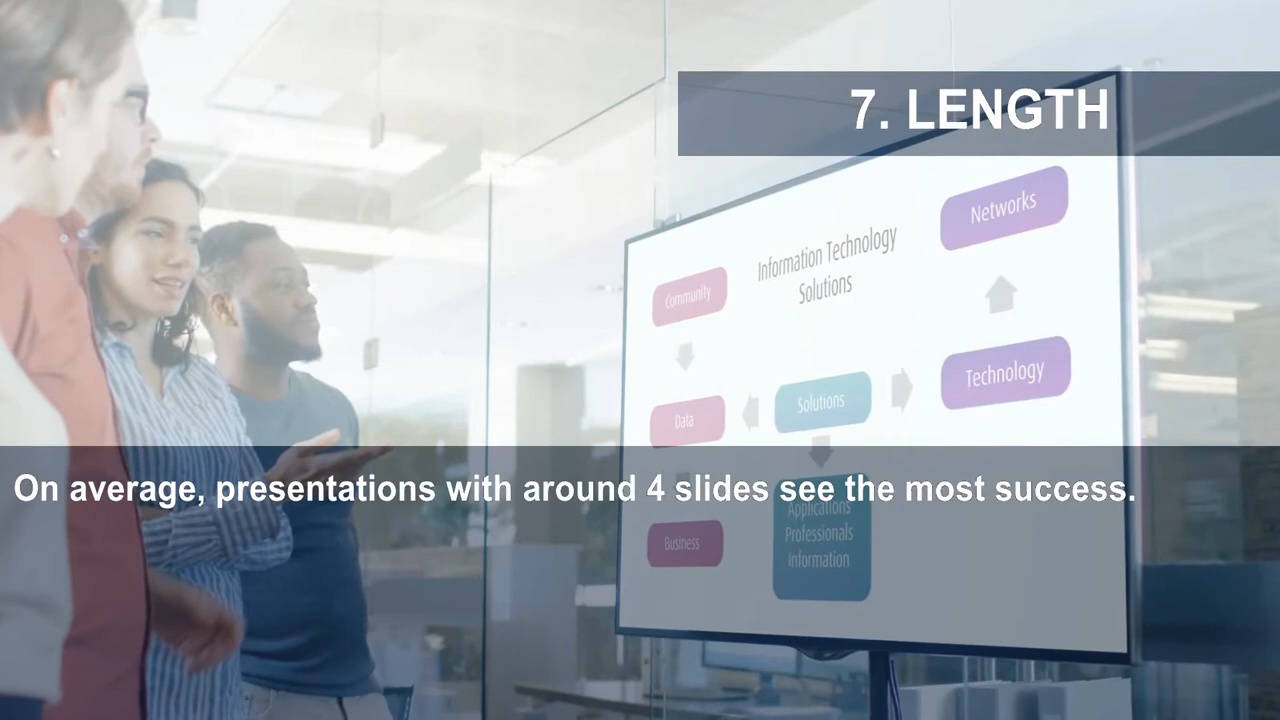 7. LENGTH
Networks
Information Technology
Solutions
Community
Technology
Solutions
Data
On average, presentations with around 4 slides see the most success.
Applications
Professionals
Information
Business